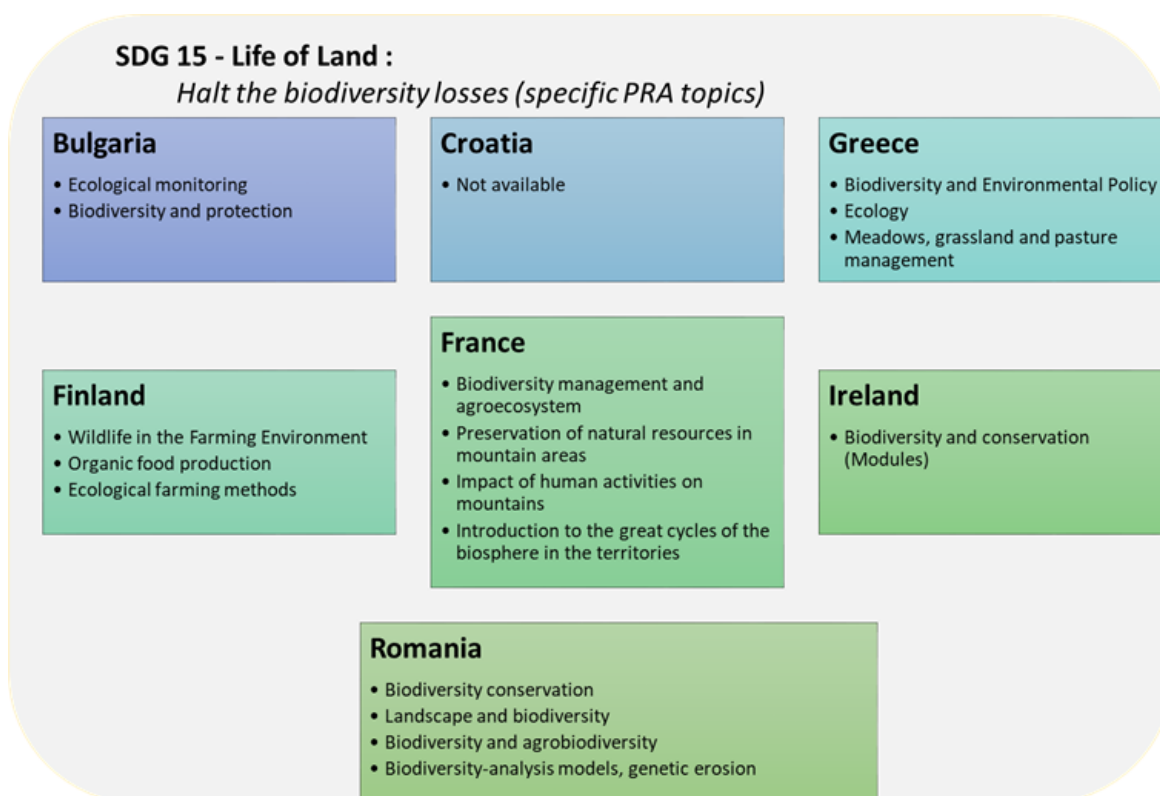 SDG 15 - Life of Land :
Halt the biodiversity losses (specific PRA topics)
Bulgaria
• Ecological monitoring
• Biodiversity and protection
Croatia
• Not available
Greece
• Biodiversity and Environmental Policy
• Ecology
• Meadows, grassland and pasture
management
Finland
• Wildlife in the Farming Environment
• Organic food production
• Ecological farming methods
France
• Biodiversity management and
agroecosystem
• Preservation of natural resources in
mountain areas
• Impact of human activities on
mountains
• Introduction to the great cycles of the
biosphere in the territories
Ireland
• Biodiversity and conservation
(Modules)
Romania
• Biodiversity conservation
• Landscape and biodiversity
• Biodiversity and agrobiodiversity
• Biodiversity-analysis models, genetic erosion